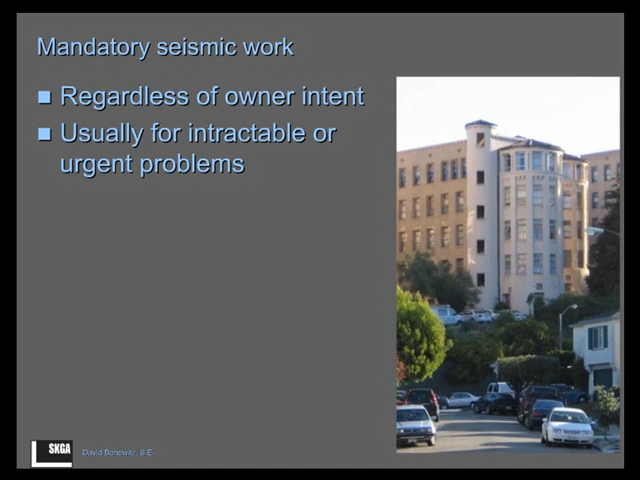 Mandatory seismic work
Regardless of owner intent
Usually for intractable or
urgent problems
SKGA
David Bonowitz, S.E.